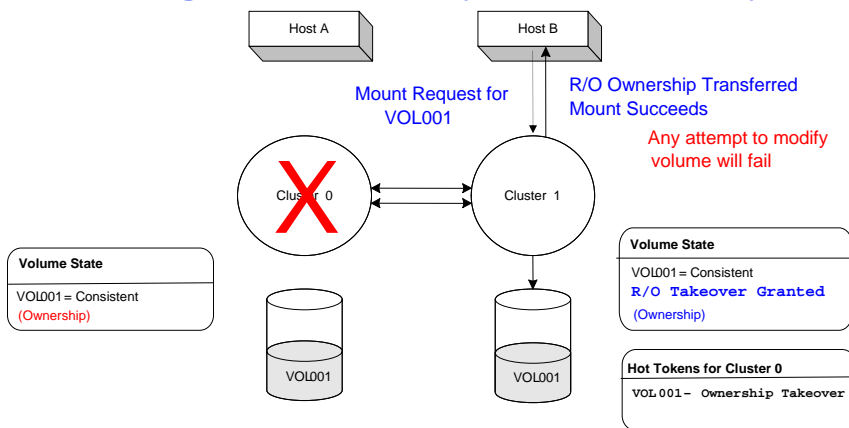 Host A
Host B
Mount Request for
VOL001
R/O Ownership Transferred
Mount Succeeds
Any attempt to modify
volume will fail
Cluster 0
X
Cluster 1
Volume State
VOL001 = Consistent
(Ownership)
Volume State
VOL001 = Consistent
R/O Takeover Granted
(Ownership)
VOL001
VOL001
Hot Tokens for Cluster 0
VOL001- Ownership Takeover